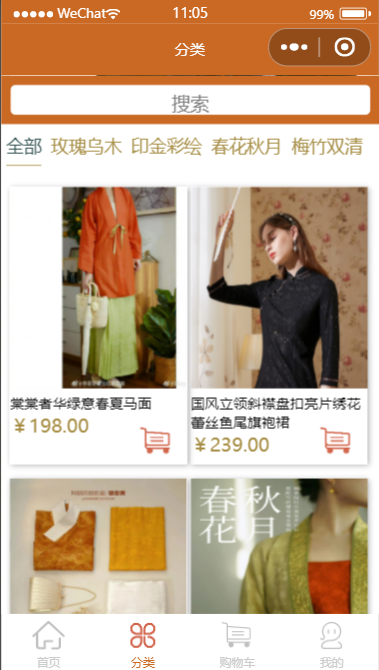 WeChat
11:05
99%
分类
搜索
全部 玫瑰乌木 印金彩绘 春花秋月 梅竹双清
棠棠者华绿意春夏马面
￥198.00
国风立领斜襟盘扣亮片绣花
蕾丝鱼尾旗袍裙
￥239.00
春秋
花月
首页
分类
购物车
我的